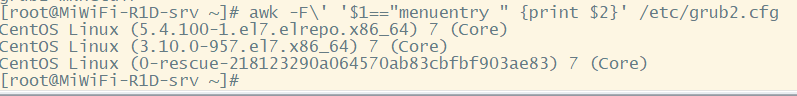 [root@MiWiFi-R1D-srv ~]# awk -F\' '$1=="menuentry " {print $2}' /etc/grub2.cfg
CentOS Linux (5.4.100-1.el7.elrepo.x86_64) 7 (Core)
CentOS Linux (3.10.0-957.el7.x86_64) 7 (Core)
CentOS Linux (0-rescue-218123290a064570ab83cbfbf903ae83) 7 (Core)
[root@MiWiFi-R1D-srv ~]#